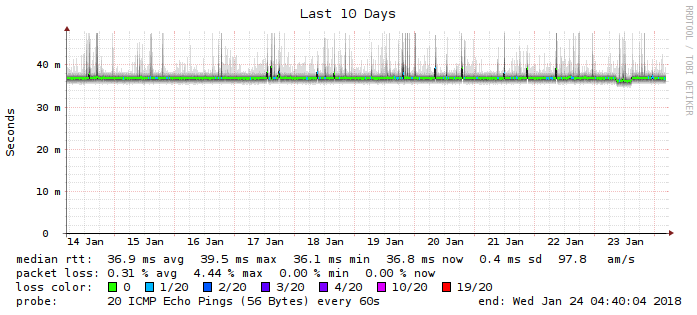 Last 10 Days
RRDTOOL / TOBI OETIKER
Seconds
40 m
30 m
20 m
10 m
0
14 Jan 15 Jan 16 Jan 17 Jan 18 Jan 19 Jan 20 Jan 21 Jan 22 Jan 23 Jan
median rtt: 36.9 ms avg 39.5 ms max 36.1 ms min 36.8 ms now 0.4 ms sd 97.8 am/s
packet loss: 0.31 % avg 4.44 % max 0.00 % min 0.00 % now
loss color: 0 1/20 2/20 3/20 4/20 10/20 19/20
probe: 20 ICMP Echo Pings (56 Bytes) every 60s end: Wed Jan 24 04:40:04 2018